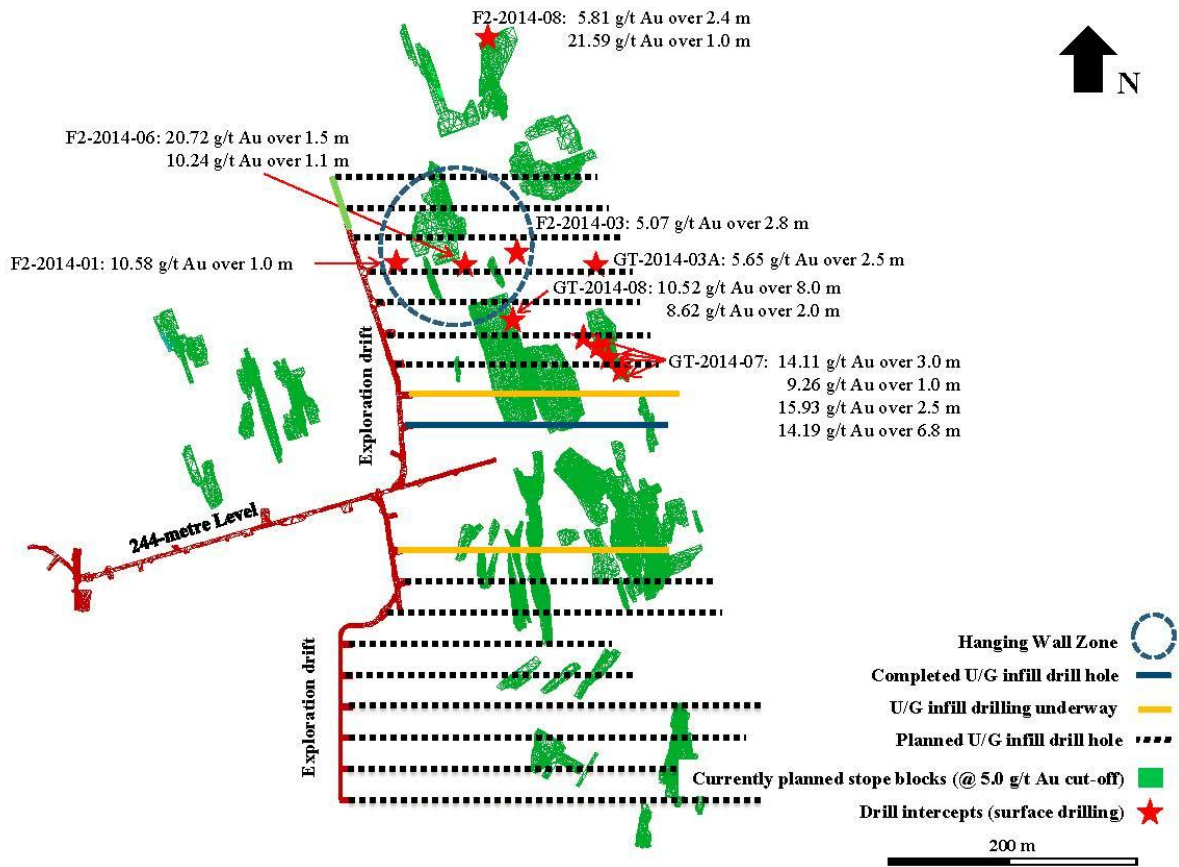 F2-2014-08: 5.81 g/t Au over 2.4 m
21.59 g/t Au over 1.0 m
N
F2-2014-06: 20.72 g/t Au over 1.5 m
10.24 g/t Au over 1.1 m
F2-2014-03: 5.07 g/t Au over 2.8 m
F2-2014-01: 10.58 g/t Au over 1.0 m
GT-2014-03A: 5.65 g/t Au over 2.5 m
GT-2014-08: 10.52 g/t Au over 8.0 m
8.62 g/t Au over 2.0 m
GT-2014-07: 14.11 g/t Au over 3.0 m
9.26 g/t Au over 1.0 m
15.93 g/t Au over 2.5 m
14.19 g/t Au over 6.8 m
Exploration drift
244-metre Level
Exploration drift
Hanging Wall Zone
Completed U/G infill drill hole
U/G infill drilling underway
Planned U/G infill drill hole
Currently planned stope blocks (@ 5.0 g/t Au cut-off)
Drill intercepts (surface drilling)
200 m